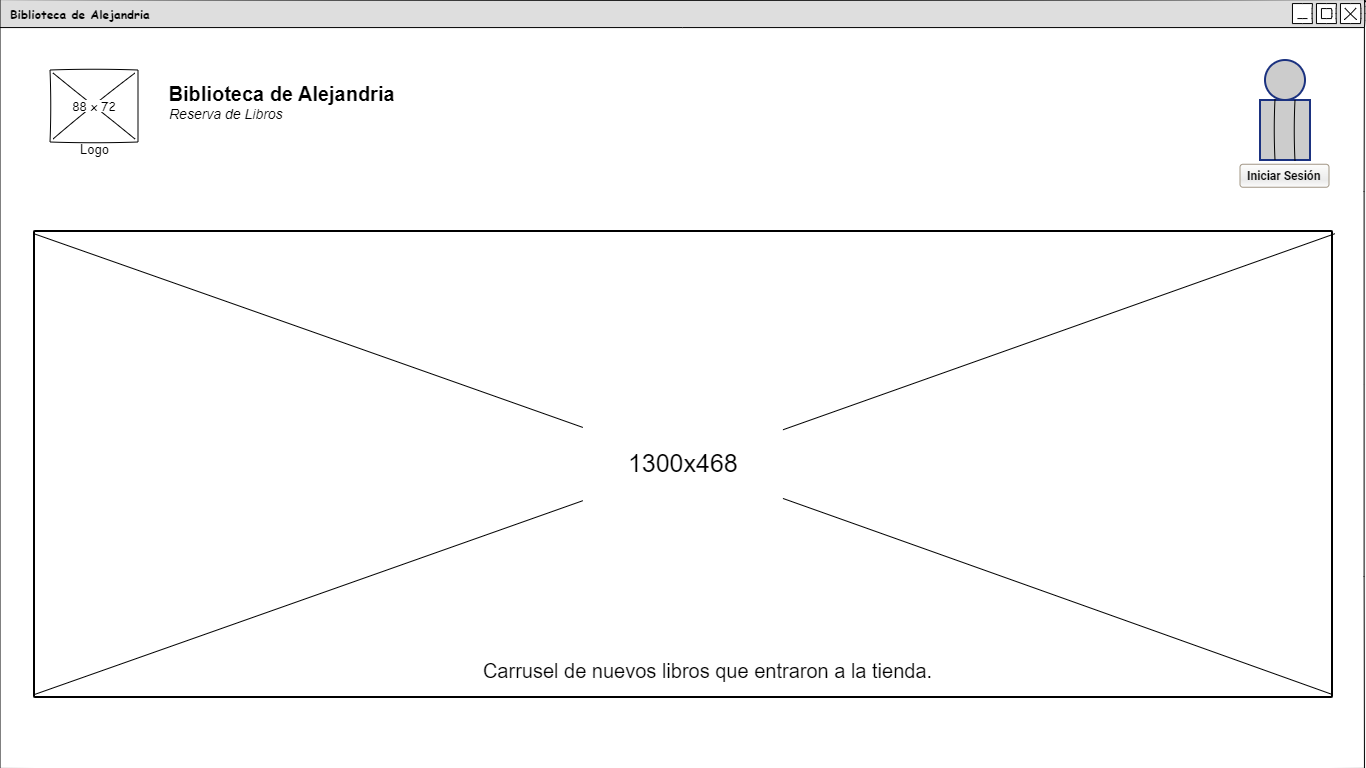 Biblioteca de Alejandria
88 x 72
Logo
Biblioteca de Alejandria
Reserva de Libros
Iniciar Sesión
1300x468
Carrusel de nuevos libros que entraron a la tienda.